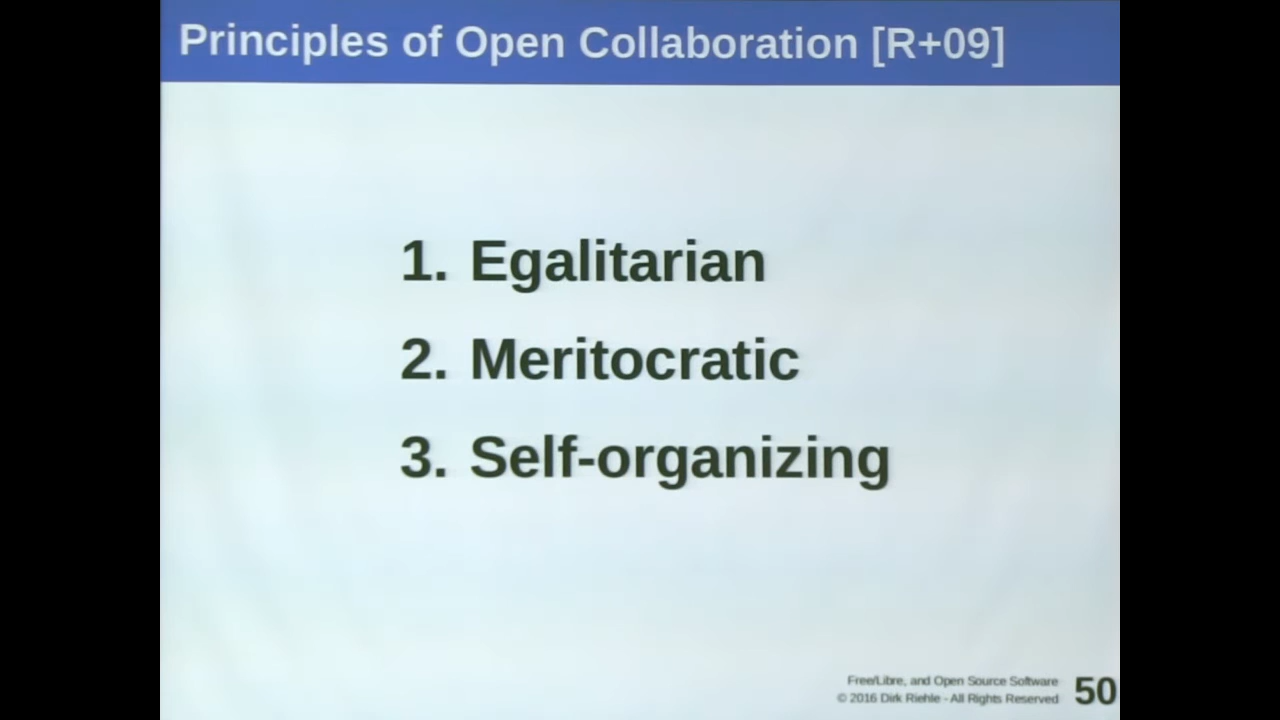 Principles of Open Collaboration [R+09]
1. Egalitarian
2. Meritocratic
3. Self-organizing
Free/Libre, and Open Source Software
© 2016 Dirk Riehle - All Rights Reserved
50